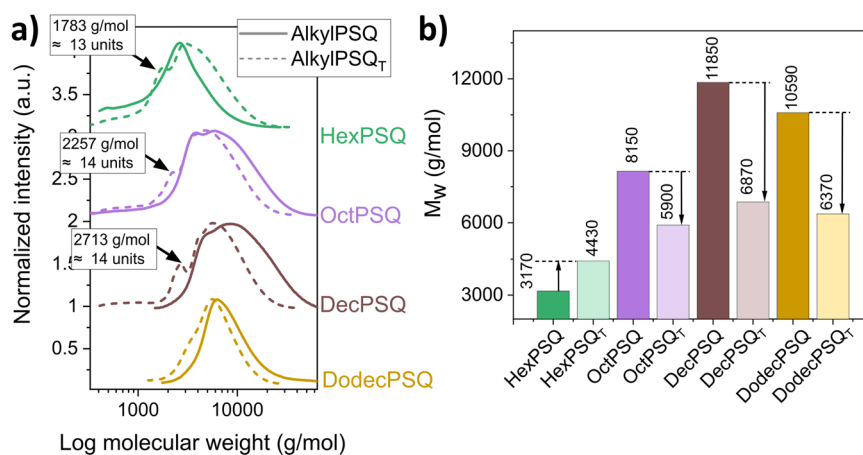 a)
1783 g/mol
≈ 13 units
AlkylPSQ
AlkylPSQT
3.5
3
HexPSQ
2257 g/mol
≈ 14 units
2.5
OctPSQ
2
2713 g/mol
≈ 14 units
1.5
DecPSQ
1
0.5
DodecPSQ
1000
10000
Normalized intensity (a.u.)
Log molecular weight (g/mol)
b)
12000
9000
6000
3000
Mw (g/mol)
3170
4430
8150
5900
11850
6870
10590
6370
HexPSQ
HexPSQT
OctPSQ
OctPSQT
DecPSQ
DecPSQT
DodecPSQ
DodecPSQT